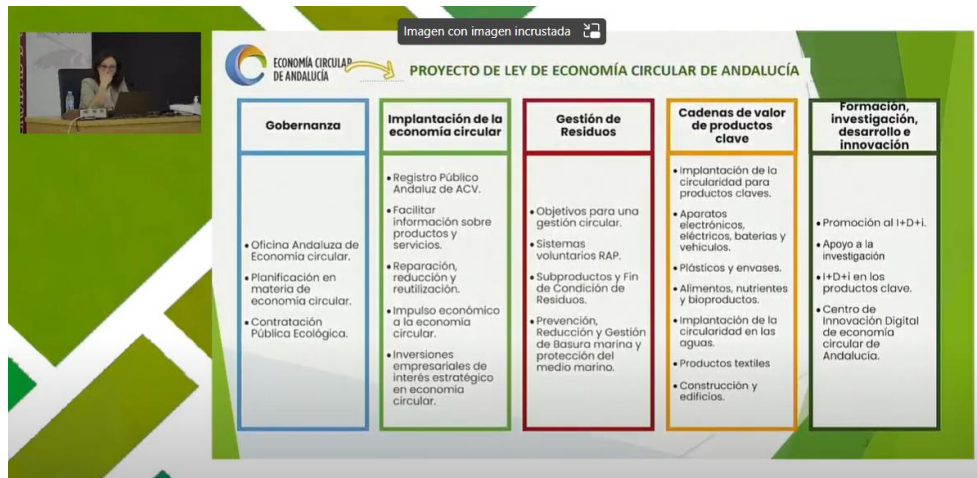 Imagen con imagen incrustada
ECONOMÍA CIRCULAR
DE ANDALUCÍA
PROYECTO DE LEY DE ECONOMÍA CIRCULAR DE ANDALUCÍA
Gobernanza
• Oficina Andaluza de
Economía circular.
• Planificación en
materia de
economía circular.
• Contratación
Pública Ecológica.
Implantación de la
economía circular
• Registro Público
Andaluz de ACV.
• Facilitar
información sobre
productos y
servicios.
• Reparación,
reducción y
reutilización.
• Impulso económico
a la economía
circular.
• Inversiones
empresariales de
interés estratégico
en economía
circular.
Gestión de
Residuos
• Objetivos para una
gestión circular.
• Sistemas
voluntarios RAP.
• Subproductos y Fin
de Condición de
Residuos.
• Prevención,
Reducción y Gestión
de Basura marina y
protección del
medio marino.
Cadenas de valor
de productos
clave
• Implantación de la
circularidad para
productos claves.
• Aparatos
electrónicos,
eléctricos, baterías y
vehículos.
• Plásticos y envases.
• Alimentos, nutrientes
y bioproductos.
• Implantación de la
circularidad en las
aguas.
• Productos textiles
• Construcción y
edificios.
Formación,
investigación,
desarrollo e
innovación
• Promoción al I+D+i.
• Apoyo a la
investigación
• I+D+i en los
productos clave.
• Centro de
Innovación Digital
de economía
circular de
Andalucía.